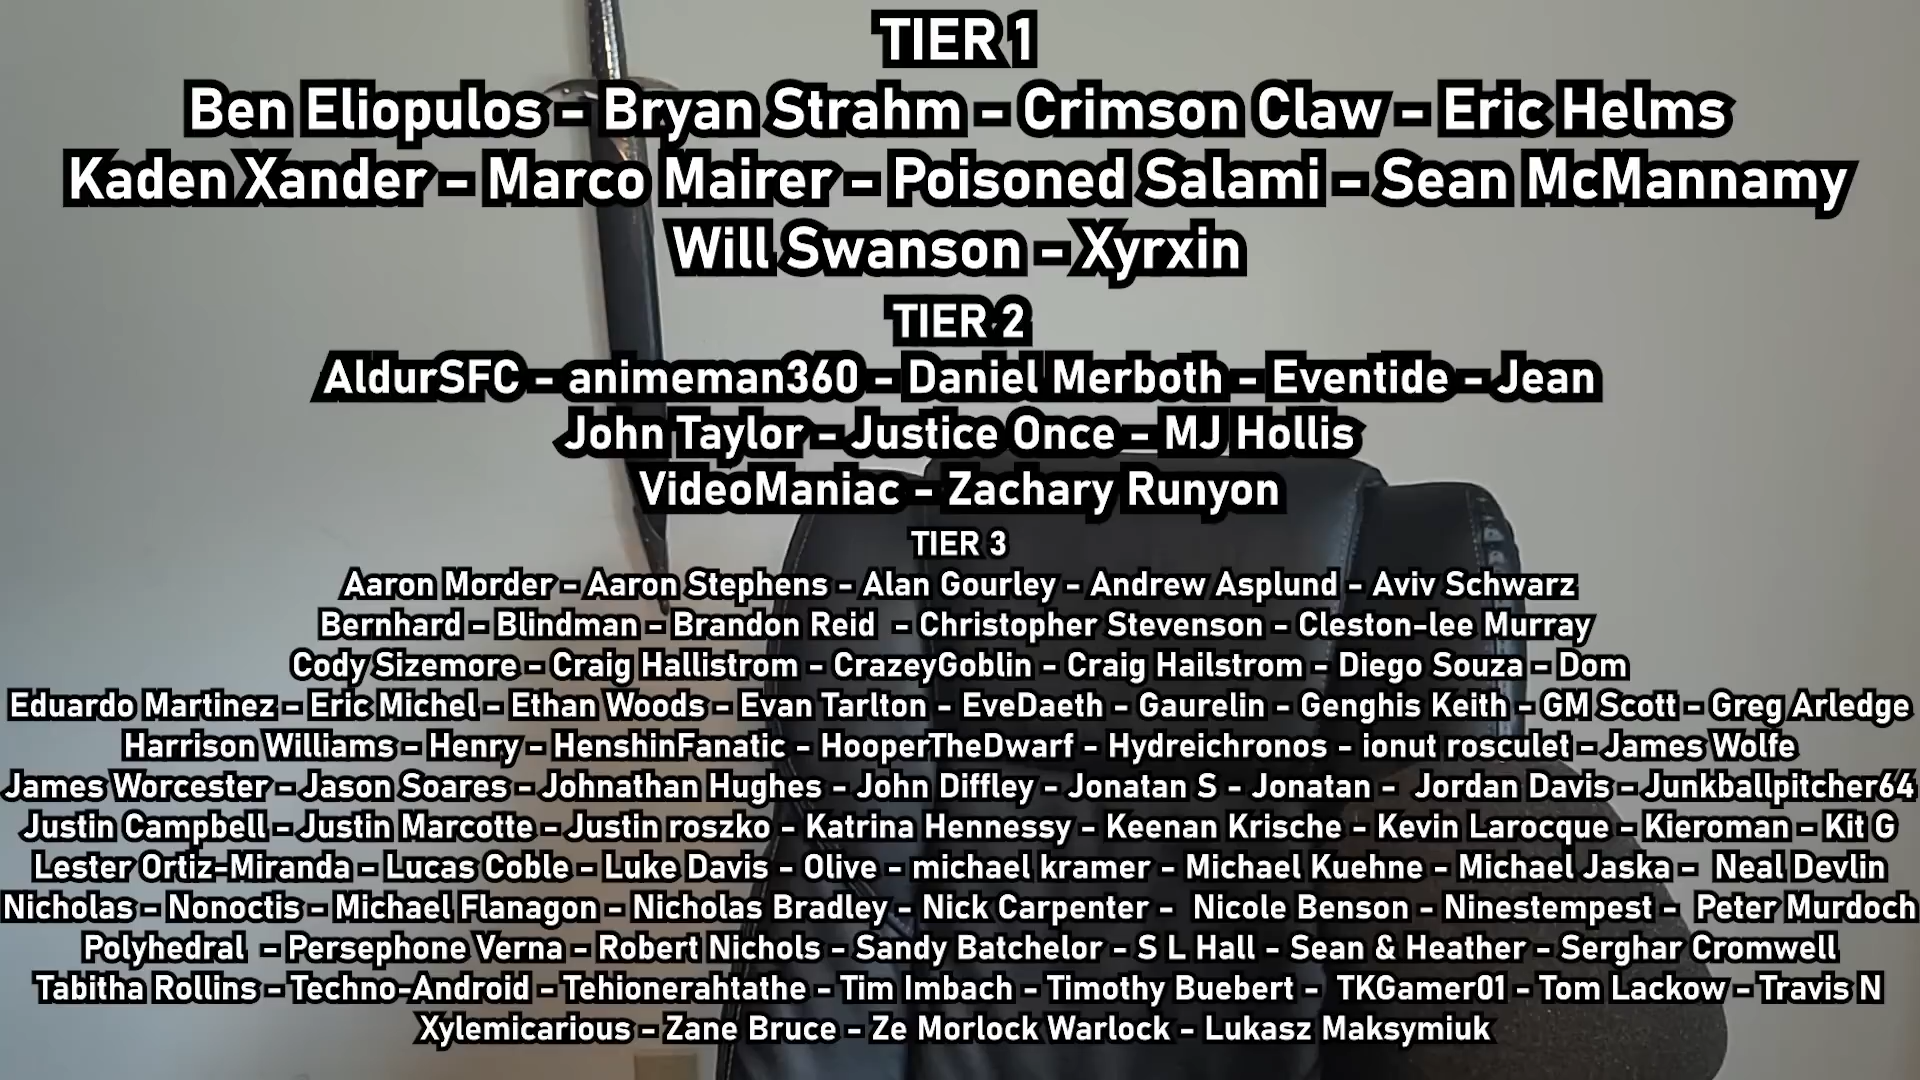 TIER 1
Ben Eliopulos - Bryan Strahm - Crimson Claw - Eric Helms
Kaden Xander - Marco Mairer - Poisoned Salami - Sean McMannamy
Will Swanson - Xyrxin
TIER 2
AldurSFC - animeman360 - Daniel Merboth - Eventide - Jean
John Taylor - Justice Once - MJ Hollis
VideoManiac - Zachary Runyon
TIER 3
Aaron Morder - Aaron Stephens - Alan Gourley - Andrew Asplund - Aviv Schwarz
Bernhard - Blindman - Brandon Reid - Christopher Stevenson - Cleston-lee Murray
Cody Sizemore - Craig Hallistrom - CrazeyGoblin - Craig Hailstrom - Diego Souza - Dom
Eduardo Martinez - Eric Michel - Ethan Woods - Evan Tarlton - EveDaeth - Gaurelin - Genghis Keith - GM Scott - Greg Arledge
Harrison Williams - Henry - HenshinFanatic - HooperTheDwarf - Hydreichronos - ionut rosculet - James Wolfe
James Worcester - Jason Soares - Johnathan Hughes - John Diffley - Jonatan S - Jonatan - Jordan Davis - Junkballpitcher64
Justin Campbell - Justin Marcotte - Justin roszko - Katrina Hennessy - Keenan Krische - Kevin Larocque - Kieroman - Kit G
Lester Ortiz-Miranda - Lucas Coble - Luke Davis - Olive - michael kramer - Michael Kuehne - Michael Jaska - Neal Devlin
Nicholas - Nonoctis - Michael Flanagon - Nicholas Bradley - Nick Carpenter - Nicole Benson - Ninestempest - Peter Murdoch
Polyhedral - Persephone Verna - Robert Nichols - Sandy Batchelor - S L Hall - Sean & Heather - Serghar Cromwell
Tabitha Rollins - Techno-Android - Tehionerahtathe - Tim Imbach - Timothy Buebert - TKGamer01 - Tom Lackow - Travis N
Xylemicarious - Zane Bruce - Ze Morlock Warlock - Lukasz Maksymiuk